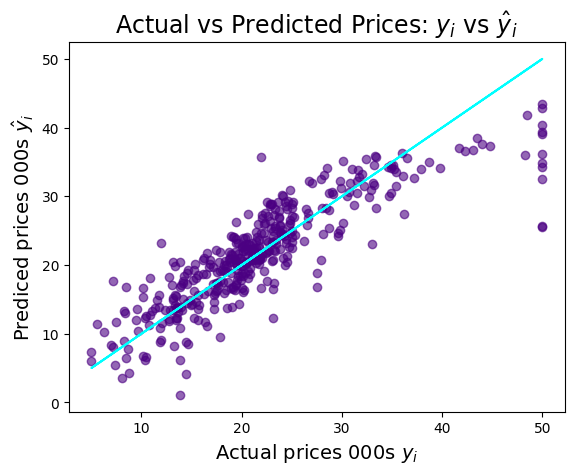 Actual vs Predicted Prices: $y_i$ vs $\hat{y}_i$
Prediced prices 000s $\hat{y}_i$
50
40
30
20
10
0
10 20 30 40 50
Actual prices 000s $y_i$